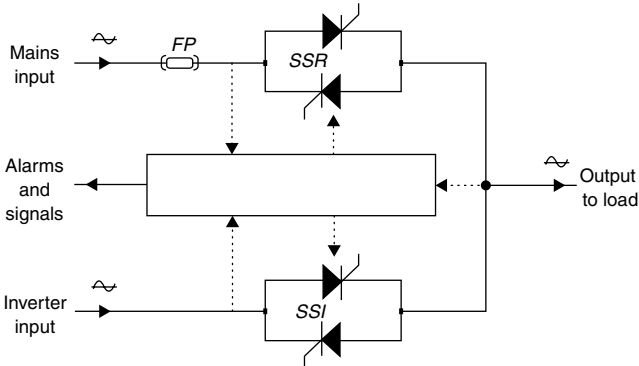 Mains
input
FP
SSR
Alarms
and
signals
Output
to load
Inverter
input
SSI